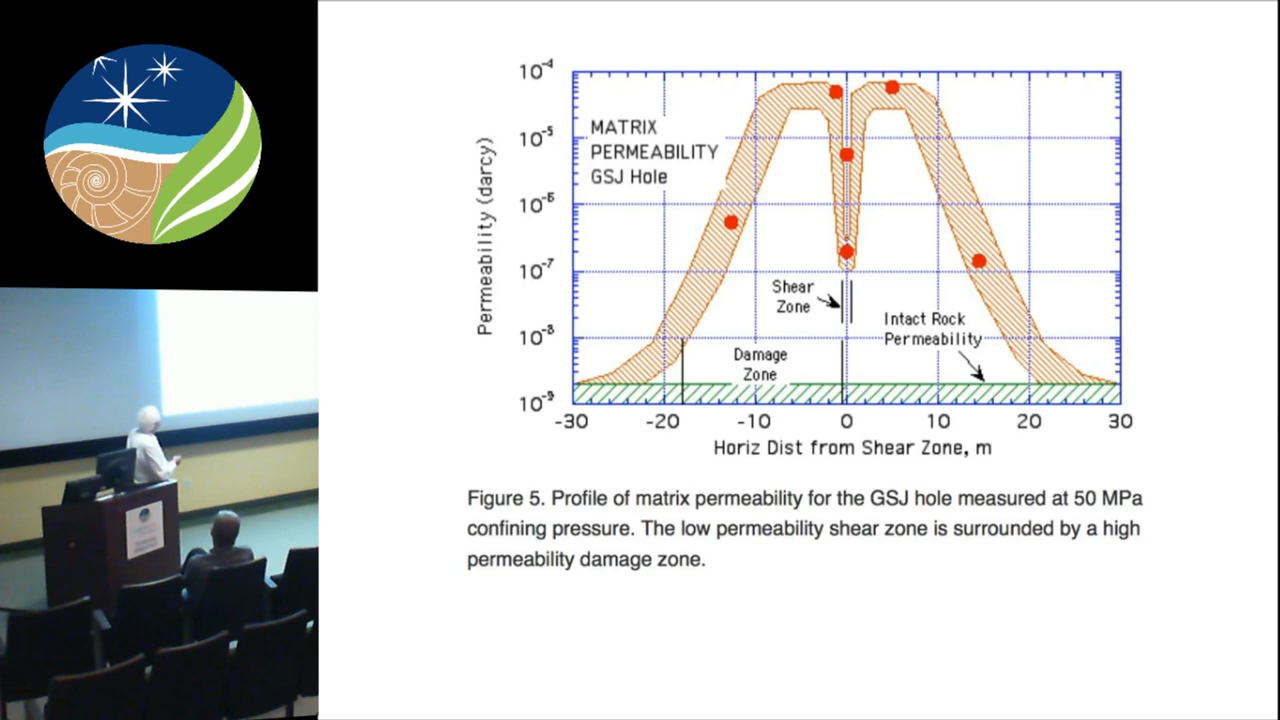 10⁻⁴
10⁻⁵
10⁻⁶
10⁻⁷
10⁻⁸
10⁻⁹
Permeability (darcy)
MATRIX
PERMEABILITY
GSJ Hole
Shear
Zone
Intact Rock
Permeability
Damage
Zone
-30 -20 -10 0 10 20 30
Horiz Dist from Shear Zone, m
Figure 5. Profile of matrix permeability for the GSJ hole measured at 50 MPa
confining pressure. The low permeability shear zone is surrounded by a high
permeability damage zone.